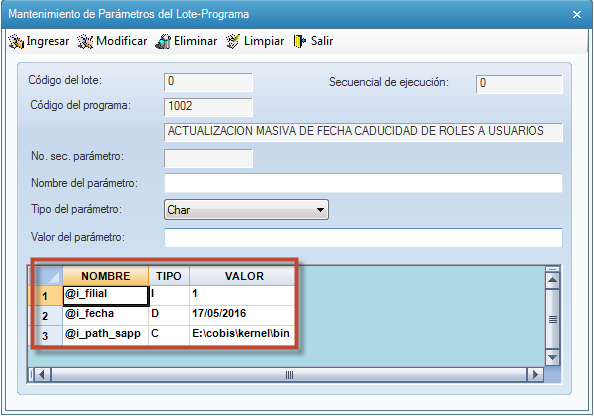 Mantenimiento de Parámetros del Lote-Programa
Ingresar Modificar Eliminar Limpiar Salir
Código del lote: 0 Secuencial de ejecución: 0
Código del programa: 1002
ACTUALIZACION MASIVA DE FECHA CADUCIDAD DE ROLES A USUARIOS
No. sec. parámetro:
Nombre del parámetro:
Tipo del parámetro: Char
Valor del parámetro:
NOMBRE TIPO VALOR
1 @i_filial I 1
2 @i_fecha D 17/05/2016
3 @i_path_sapp C E:\cobis\kernel\bin